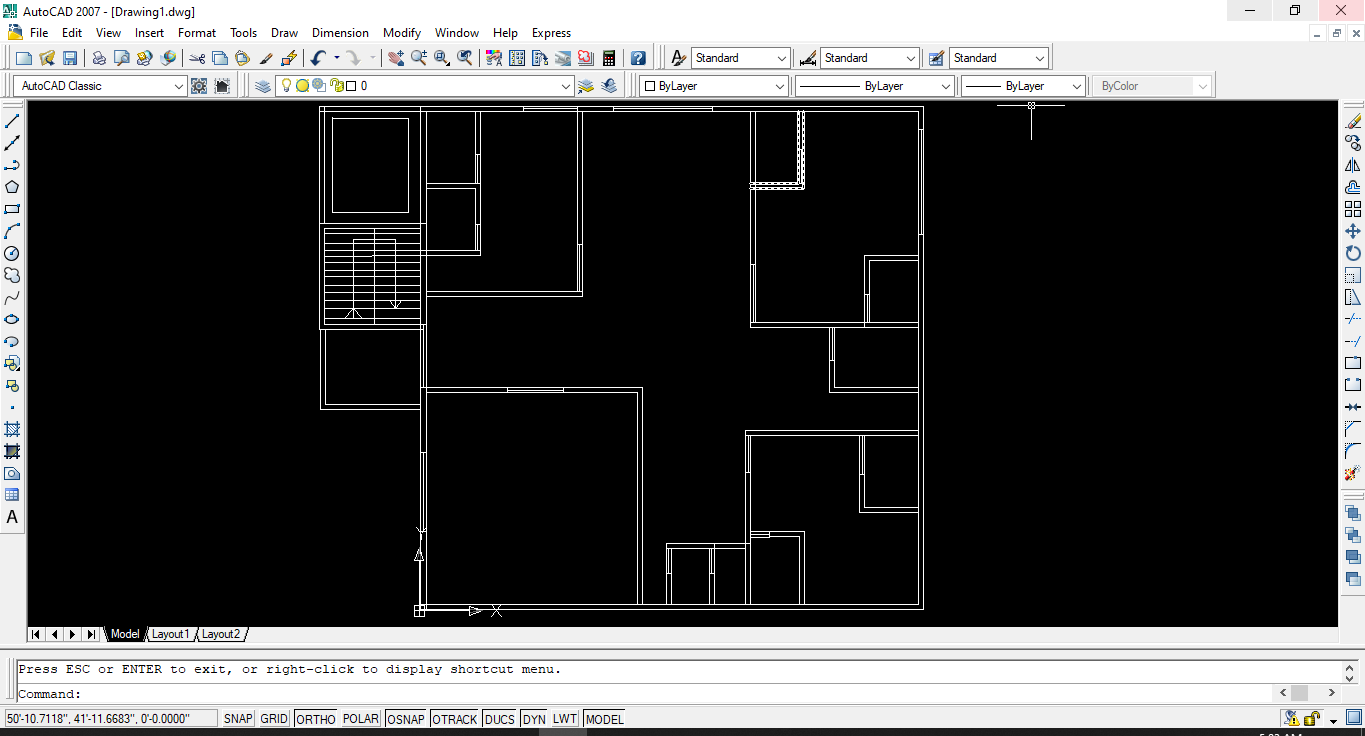 AutoCAD 2007 - [Drawing1.dwg]
File Edit View Insert Format Tools Draw Dimension Modify Window Help Express
Standard Standard Standard
AutoCAD Classic 0 ByLayer ByLayer ByLayer ByColor
A
Y
X
Model Layout1 Layout2
Press ESC or ENTER to exit, or right-click to display shortcut menu.
Command:
50'-10.7118", 41'-11.6683", 0'-0.0000" SNAP GRID ORTHO POLAR OSNAP OTRACK DUCS DYN LWT MODEL